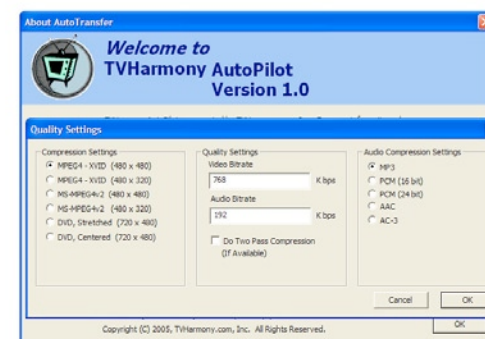 About AutoTransfer
Welcome to
TVHarmony AutoPilot
Version 1.0
Quality Settings
Compression Settings
MPEG4 - XVID (480 x 480)
MPEG4 - XVID (480 x 320)
MS-MPEG4v2 (480 x 480)
MS-MPEG4v2 (480 x 320)
DVD, Stretched (720 x 480)
DVD, Centered (720 x 480)
Quality Settings
Video Bitrate
768 Kbps
Audio Bitrate
192 Kbps
Do Two Pass Compression
(If Available)
Audio Compression Settings
MP3
PCM (16 bit)
PCM (24 bit)
AAC
AC-3
Cancel OK
Copyright (C) 2005, TVHarmony.com, Inc. All Rights Reserved.
OK